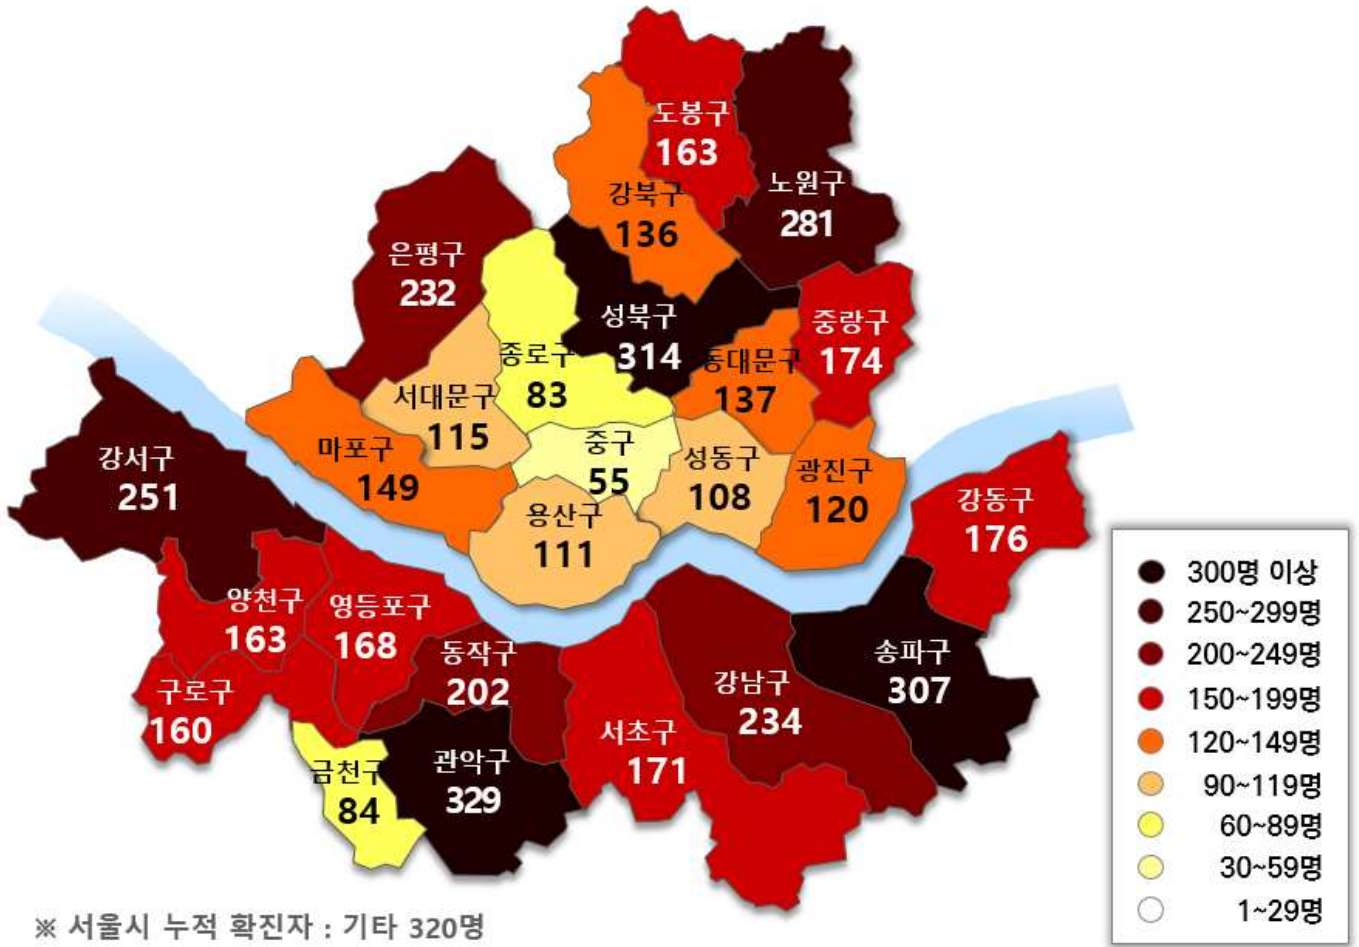 도봉구
163
노원구
281
강북구
136
은평구
232
성북구
314
중랑구
174
종로구
83
동대문구
137
서대문구
115
마포구
149
중구
55
성동구
108
광진구
120
강서구
251
용산구
111
강동구
176
양천구
163
영등포구
168
동작구
202
강남구
234
송파구
307
구로구
160
서초구
171
금천구
84
관악구
329
300명 이상
250~299명
200~249명
150~199명
120~149명
90~119명
60~89명
30~59명
1~29명
※ 서울시 누적 확진자 : 기타 320명